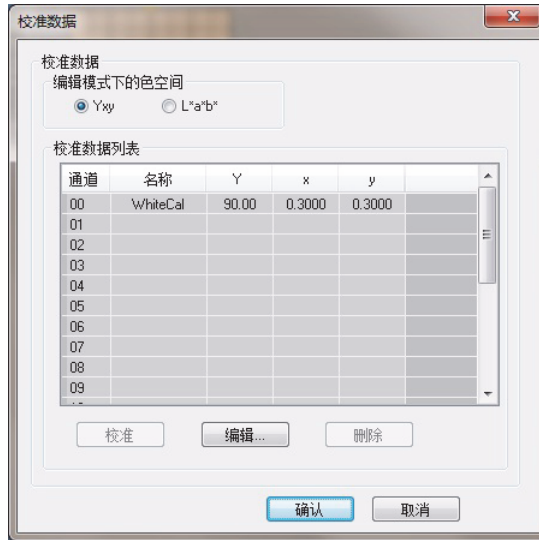 校准数据
校准数据
编辑模式下的色空间
Yxy L*a*b*
校准数据列表
通道 名称 Y x y
00 WhiteCal 90.00 0.3000 0.3000
01
02
03
04
05
06
07
08
09
校准 编辑... 删除
确认 取消